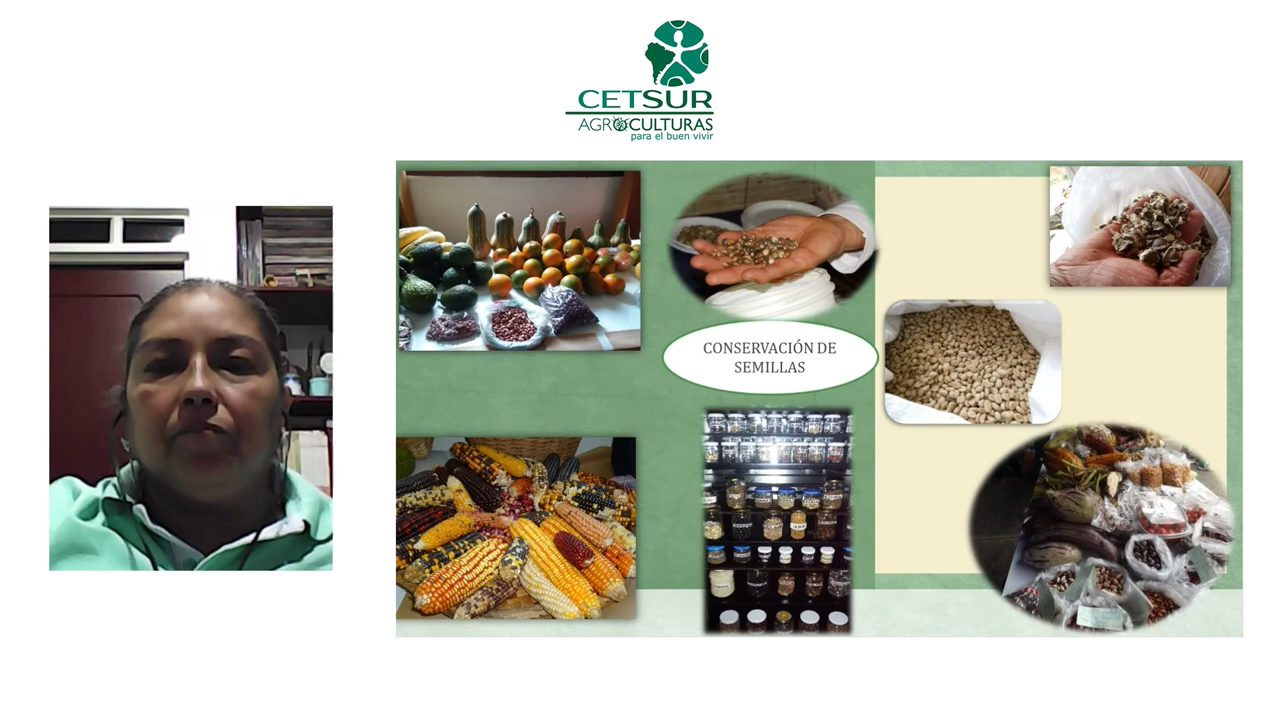 CETSUR
AGROCULTURAS
para el buen vivir
CONSERVACIÓN DE
SEMILLAS